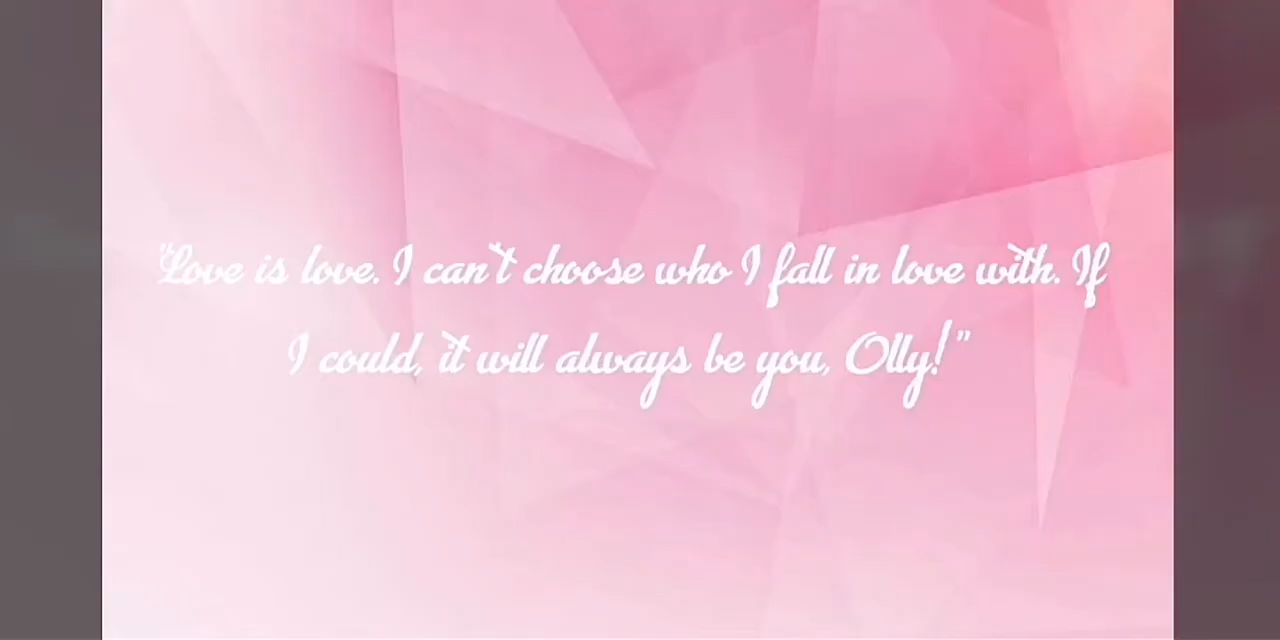 "Love is love. I can't choose who I fall in love with. If
I could, it will always be you, Olly!"